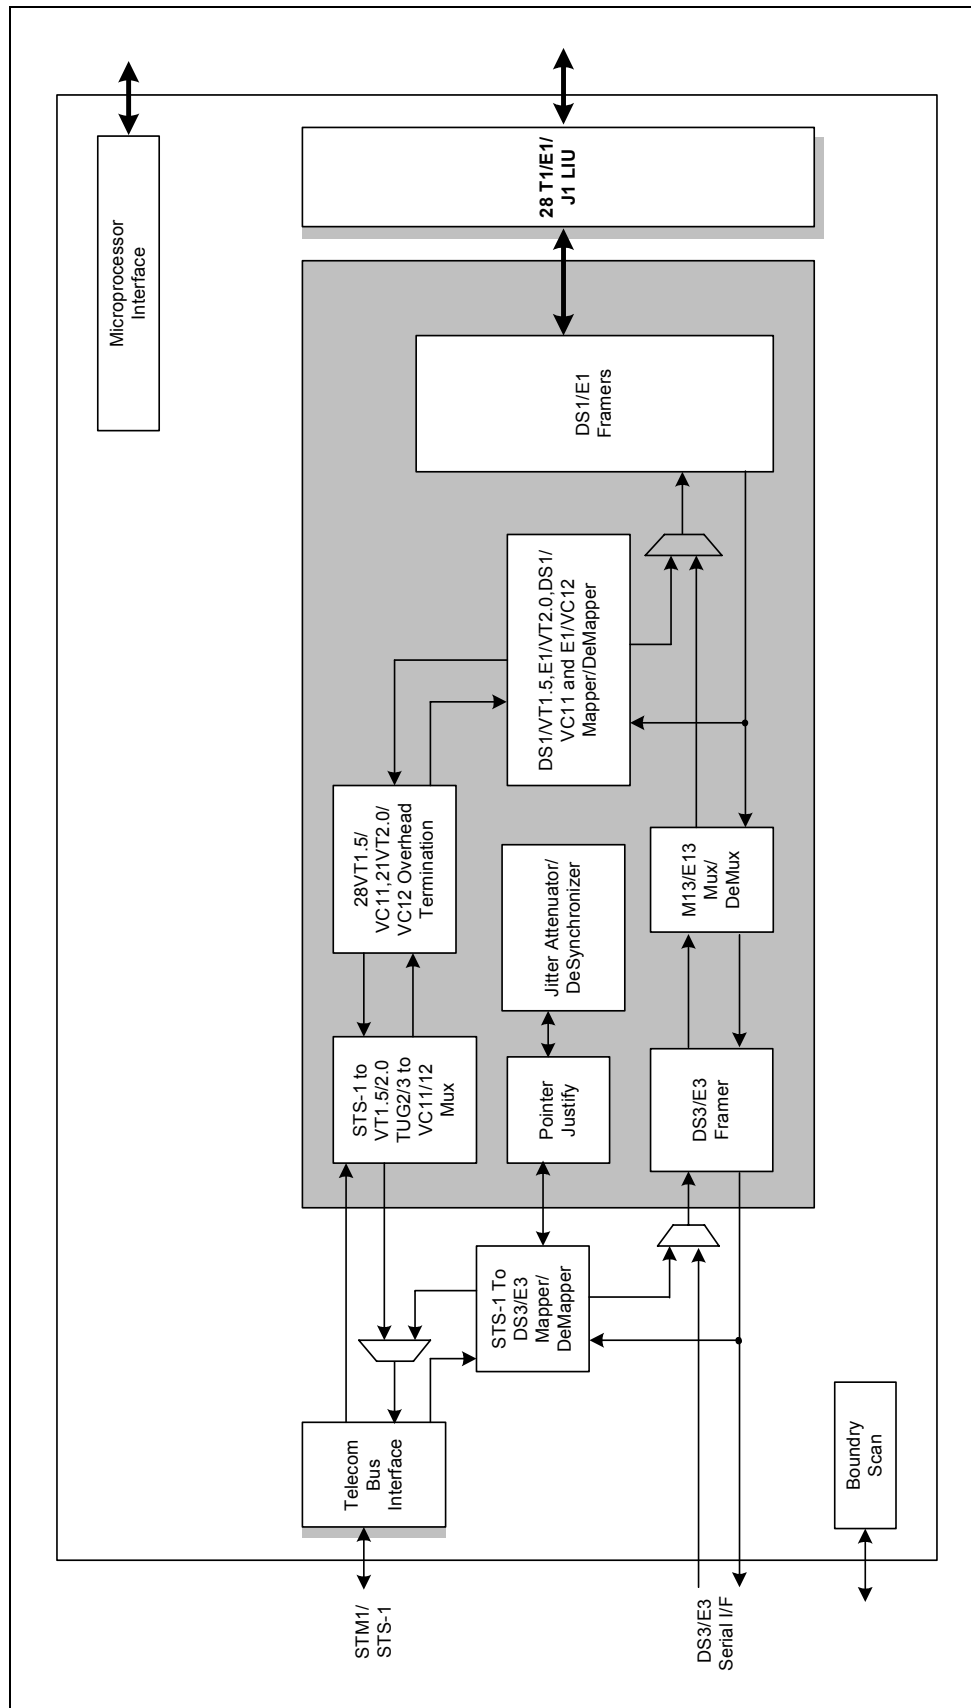 Microprocessor
Interface
28 T1/E1/
J1 LIU
DS1/E1
Framers
DS1/VT1.5,E1/VT2.0,DS1/
VC11 and E1/VC12
Mapper/DeMapper
28VT1.5/
VC11,21VT2.0/
VC12 Overhead
Termination
Jitter Attenuator/
DeSynchronizer
M13/E13
Mux/
DeMux
STS-1 to
VT1.5/2.0
TUG2/3 to
VC11/12
Mux
Pointer
Justify
DS3/E3
Framer
STS-1 To
DS3/E3
Mapper/
DeMapper
Telecom
Bus
Interface
Boundry
Scan
STM1/
STS-1
DS3/E3
Serial I/F